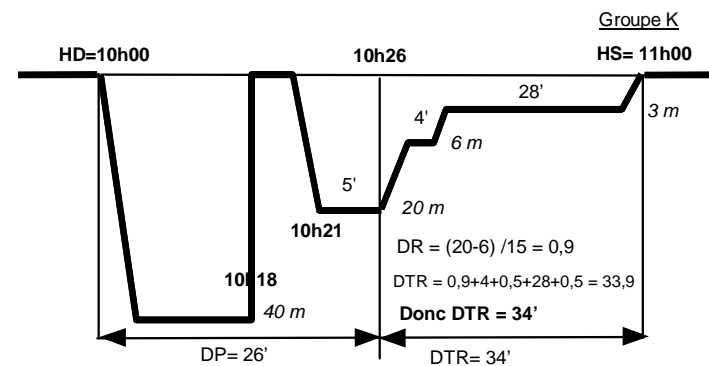 Groupe K
HD=10h00
10h26
HS= 11h00
28'
4'
3 m
6 m
5'
20 m
10h21
DR = (20-6) /15 = 0,9
10h18
DTR = 0,9+4+0,5+28+0,5 = 33,9
40 m
Donc DTR = 34'
DP= 26'
DTR= 34'